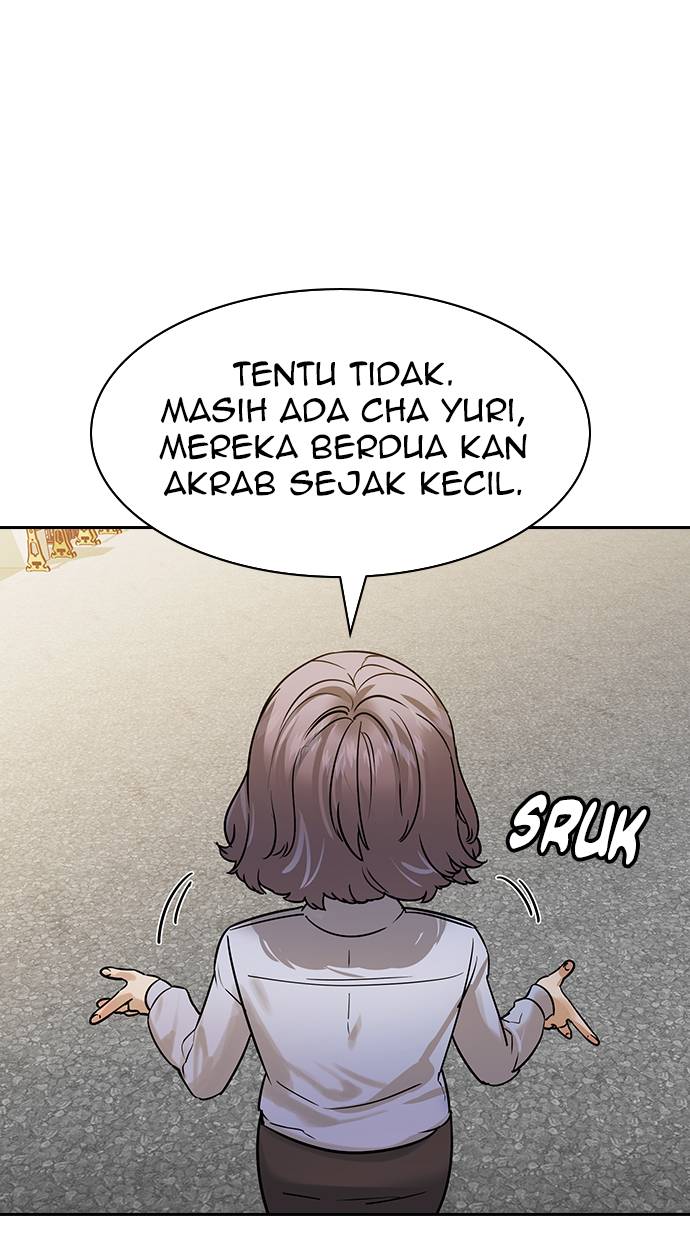 TENTU TIDAK.
MASIH ADA CHA YURI,
MEREKA BERDUA KAN
AKRAB SEJAK KECIL.
SRUK